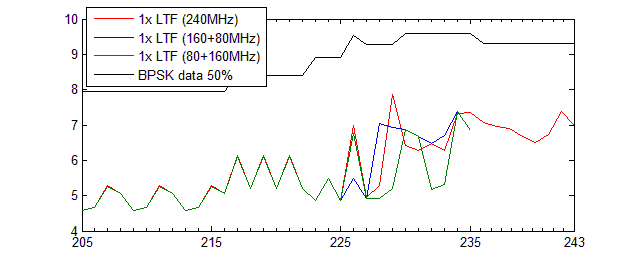 10
9
8
7
6
5
4
1x LTF (240MHz)
1x LTF (160+80MHz)
1x LTF (80+160MHz)
BPSK data 50%
205 215 225 235 243